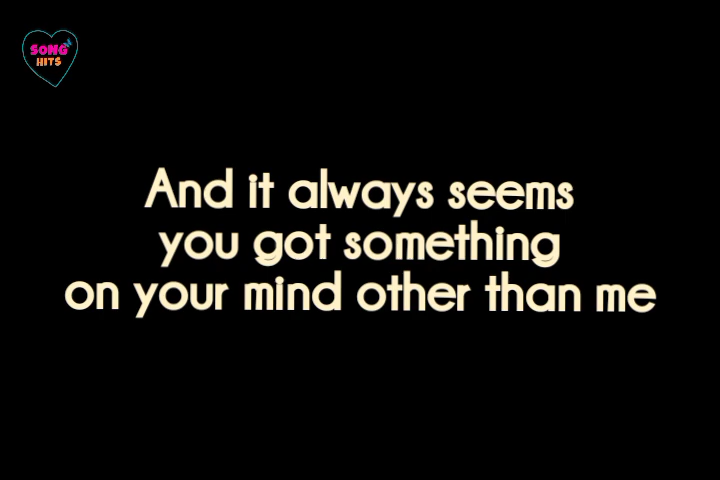 SONG
HITS
And it always seems
you got something
on your mind other than me